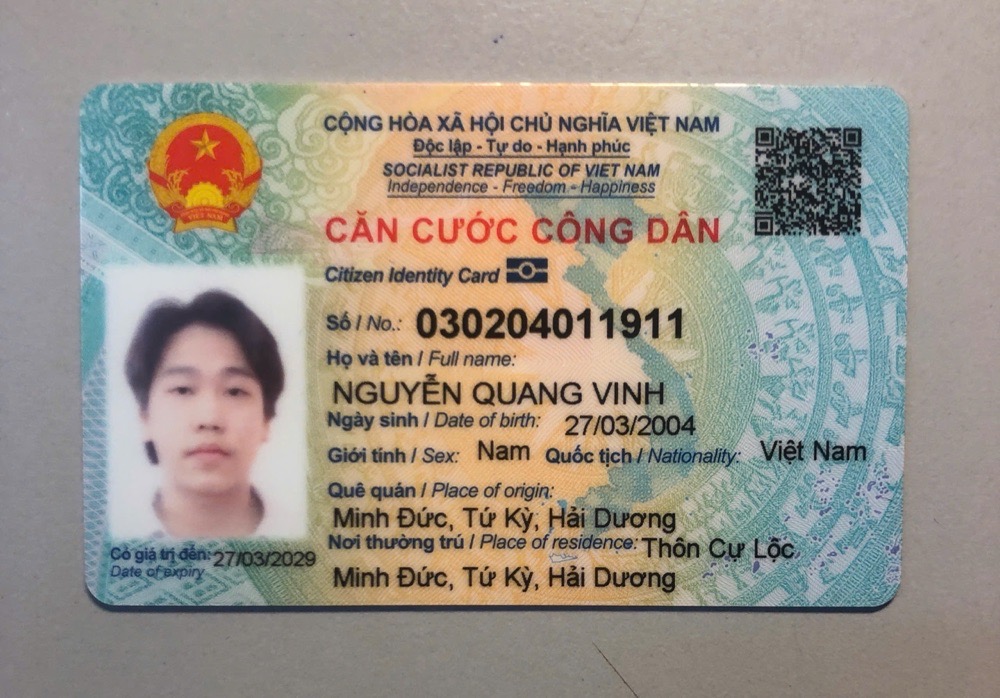 CỘNG HÒA XÃ HỘI CHỦ NGHĨA VIỆT NAM
Độc lập - Tự do - Hạnh phúc
SOCIALIST REPUBLIC OF VIET NAM
Independence - Freedom - Happiness
CĂN CƯỚC CÔNG DÂN
Citizen Identity Card
Số / No.: 030204011911
Họ và tên / Full name:
NGUYỄN QUANG VINH
Ngày sinh / Date of birth: 27/03/2004
Giới tính / Sex: Nam Quốc tịch / Nationality: Việt Nam
Quê quán / Place of origin:
Minh Đức, Tứ Kỳ, Hải Dương
Nơi thường trú / Place of residence: Thôn Cự Lộc
Minh Đức, Tứ Kỳ, Hải Dương
Có giá trị đến: 27/03/2029
Date of expiry
VIỆT NAM